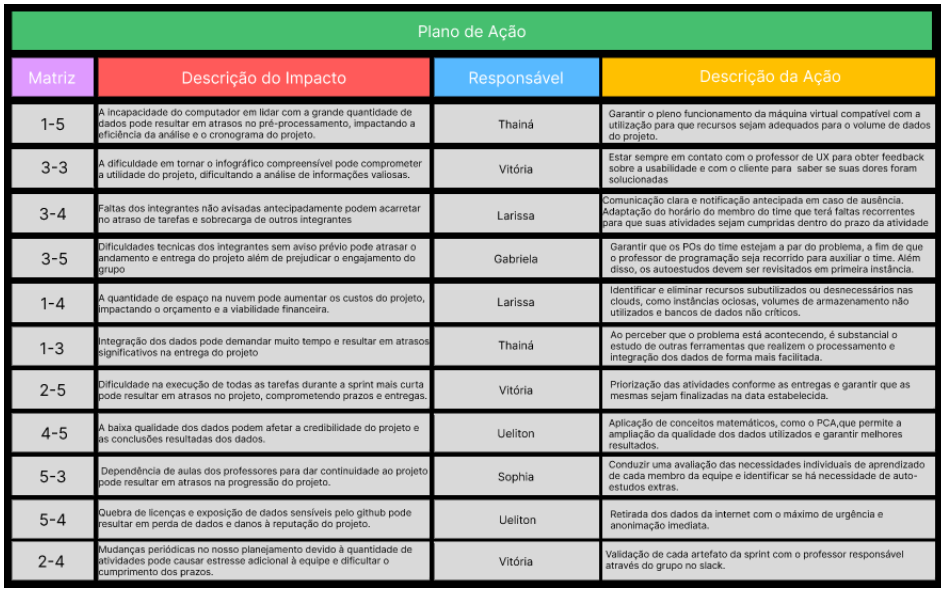 Plano de Ação
Matriz
Descrição do Impacto
Responsável
Descrição da Ação
1-5
A incapacidade do computador em lidar com a grande quantidade de
dados pode resultar em atrasos no pré-processamento, impactando a
eficiência da análise e o cronograma do projeto.
Thainá
Garantir o pleno funcionamento da máquina virtual compatível com a
utilização para que recursos sejam adequados para o volume de dados
do projeto.
3-3
A dificuldade em tornar o infográfico compreensível pode comprometer
a utilidade do projeto, dificultando a análise de informações valiosas.
Vitória
Estar sempre em contato com o professor de UX para obter feedback
sobre a usabilidade e com o cliente para saber se suas dores foram
solucionadas
3-4
Faltas dos integrantes não avisadas antecipadamente podem acarretar
no atraso de tarefas e sobrecarga de outros integrantes
Larissa
Comunicação clara e notificação antecipada em caso de ausência.
Adaptação do horário do membro do time que terá faltas recorrentes
para que suas atividades sejam cumpridas dentro do prazo da atividade
3-5
Dificuldades tecnicas dos integrantes sem aviso prévio pode atrasar o
andamento e entrega do projeto além de prejudicar o engajamento do
grupo
Gabriela
Garantir que os POs do time estejam a par do problema, a fim de que
o professor de programação seja recorrido para auxiliar o time. Além
disso, os autoestudos devem ser revisitados em primeira instância.
1-4
A quantidade de espaço na nuvem pode aumentar os custos do projeto,
impactando o orçamento e a viabilidade financeira.
Larissa
Identificar e eliminar recursos subutilizados ou desnecessários nas
clouds, como instâncias ociosas, volumes de armazenamento não
utilizados e bancos de dados não críticos.
1-3
Integração dos dados pode demandar muito tempo e resultar em atrasos
significativos na entrega do projeto
Thainá
Ao perceber que o problema está acontecendo, é substancial o
estudo de outras ferramentas que realizem o processamento e
integração dos dados de forma mais facilitada.
2-5
Dificuldade na execução de todas as tarefas durante a sprint mais curta
pode resultar em atrasos no projeto, comprometendo prazos e entregas.
Vitória
Priorização das atividades conforme as entregas e garantir que as
mesmas sejam finalizadas na data estabelecida.
4-5
A baixa qualidade dos dados podem afetar a credibilidade do projeto e
as conclusões resultadas dos dados.
Ueliton
Aplicação de conceitos matemáticos, como o PCA,que permite a
ampliação da qualidade dos dados utilizados e garantir melhores
resultados.
5-3
Dependência de aulas dos professores para dar continuidade ao projeto
pode resultar em atrasos na progressão do projeto.
Sophia
Conduzir uma avaliação das necessidades individuais de aprendizado
de cada membro da equipe e identificar se há necessidade de auto-
estudos extras.
5-4
Quebra de licenças e exposição de dados sensíveis pelo github pode
resultar em perda de dados e danos à reputação do projeto.
Ueliton
Retirada dos dados da internet com o máximo de urgência e
anonimação imediata.
2-4
Mudanças periódicas no nosso planejamento devido à quantidade de
atividades pode causar estresse adicional à equipe e dificultar o
cumprimento dos prazos.
Vitória
Validação de cada artefato da sprint com o professor responsável
através do grupo no slack.